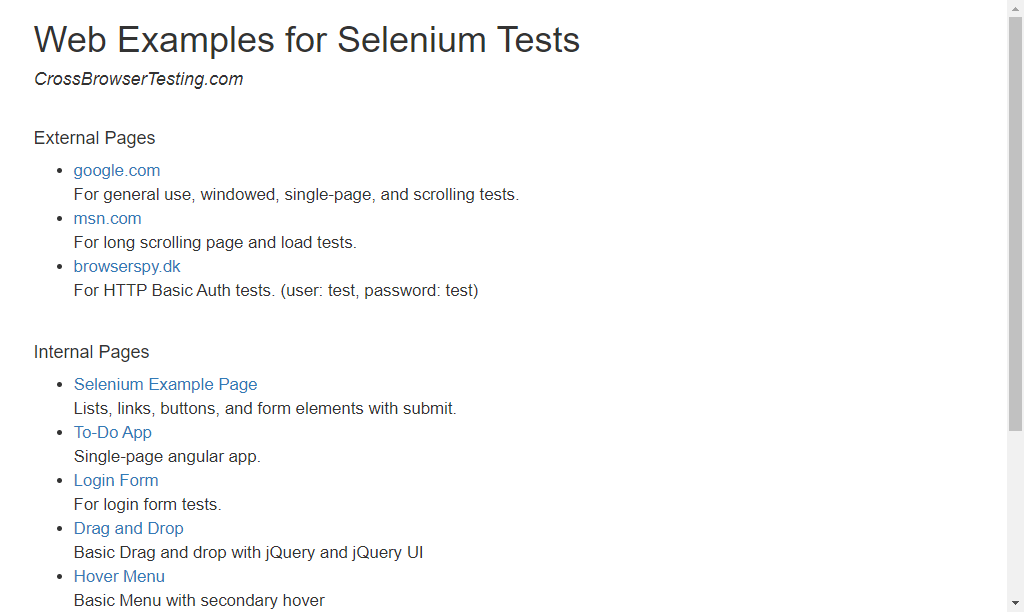 Web Examples for Selenium Tests
CrossBrowserTesting.com
External Pages
google.com
For general use, windowed, single-page, and scrolling tests.
msn.com
For long scrolling page and load tests.
browserspy.dk
For HTTP Basic Auth tests. (user: test, password: test)
Internal Pages
Selenium Example Page
Lists, links, buttons, and form elements with submit.
To-Do App
Single-page angular app.
Login Form
For login form tests.
Drag and Drop
Basic Drag and drop with jQuery and jQuery UI
Hover Menu
Basic Menu with secondary hover